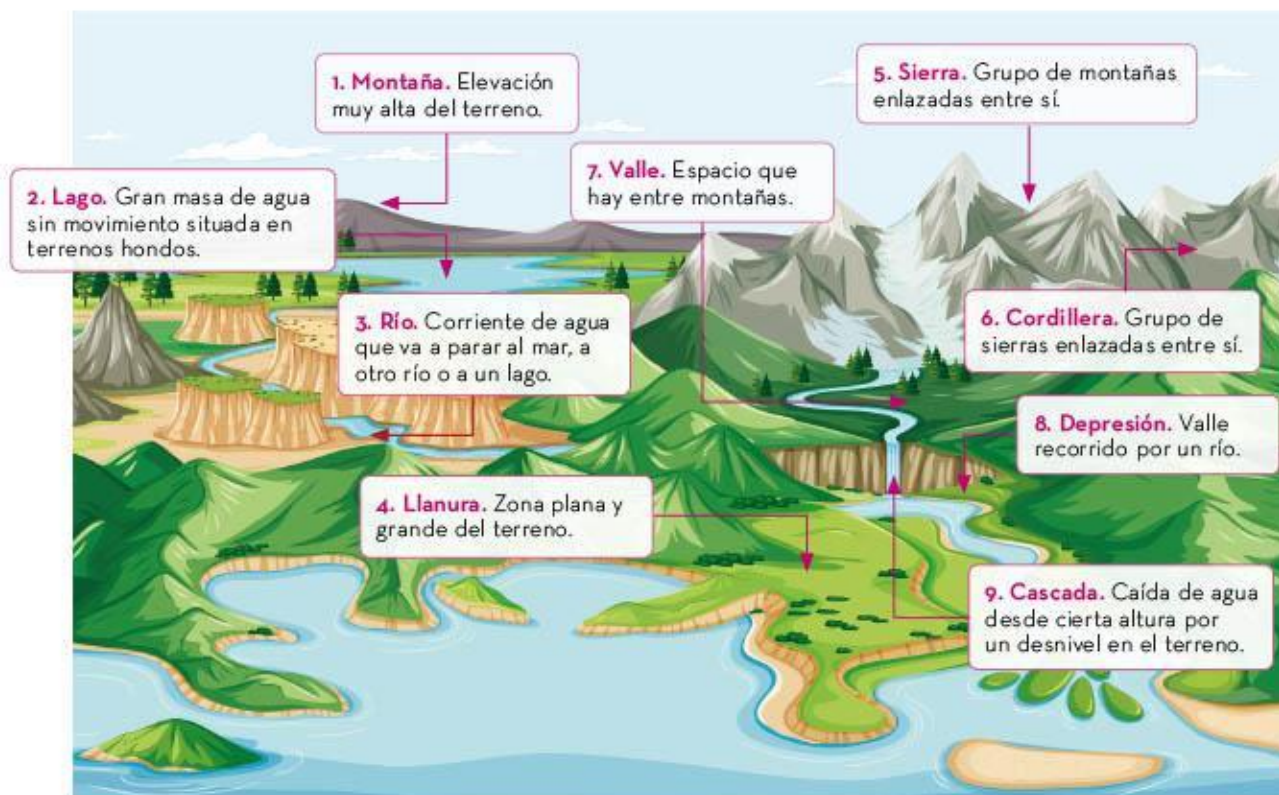 1. Montaña. Elevación
muy alta del terreno.
2. Lago. Gran masa de agua
sin movimiento situada en
terrenos hondos.
3. Río. Corriente de agua
que va a parar al mar, a
otro río o a un lago.
4. Llanura. Zona plana y
grande del terreno.
5. Sierra. Grupo de montañas
enlazadas entre sí.
6. Cordillera. Grupo de
sierras enlazadas entre sí.
7. Valle. Espacio que
hay entre montañas.
8. Depresión. Valle
recorrido por un río.
9. Cascada. Caída de agua
desde cierta altura por
un desnivel en el terreno.